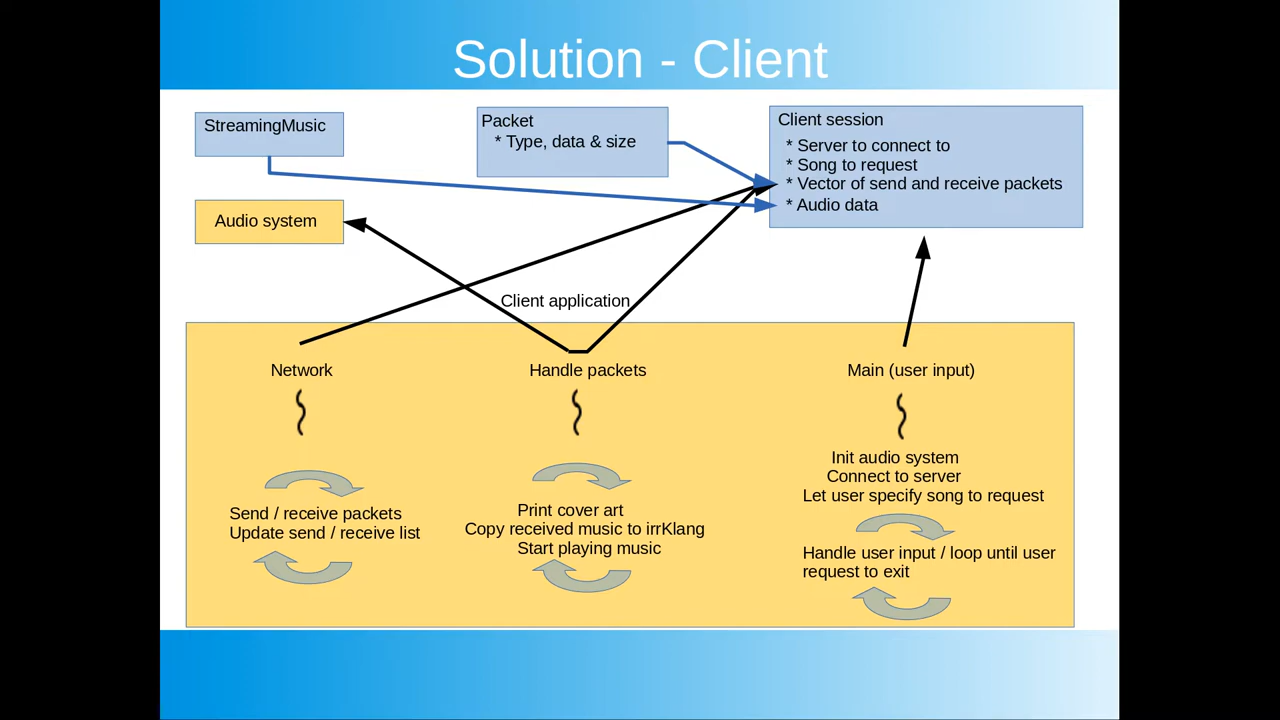 Solution - Client
StreamingMusic
Packet
* Type, data & size
Client session
* Server to connect to
* Song to request
* Vector of send and receive packets
* Audio data
Audio system
Client application
Network
Handle packets
Main (user input)
Send / receive packets
Update send / receive list
Print cover art
Copy received music to irrKlang
Start playing music
Init audio system
Connect to server
Let user specify song to request
Handle user input / loop until user
request to exit